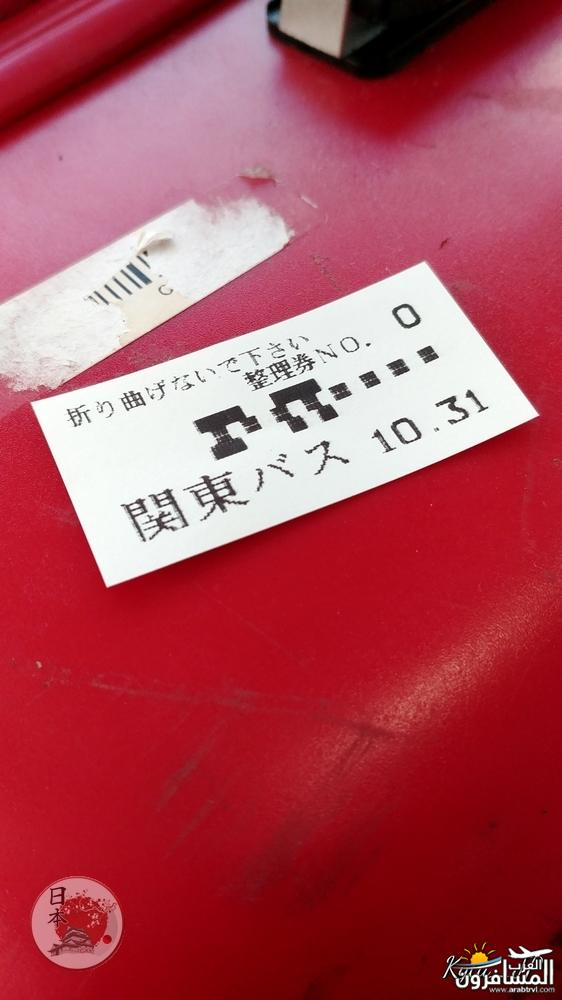 折り曲げないで下さい
整理券NO. 0
関東バス 10.31
日本
العرب
المسافرون
www.arabtrvl.com